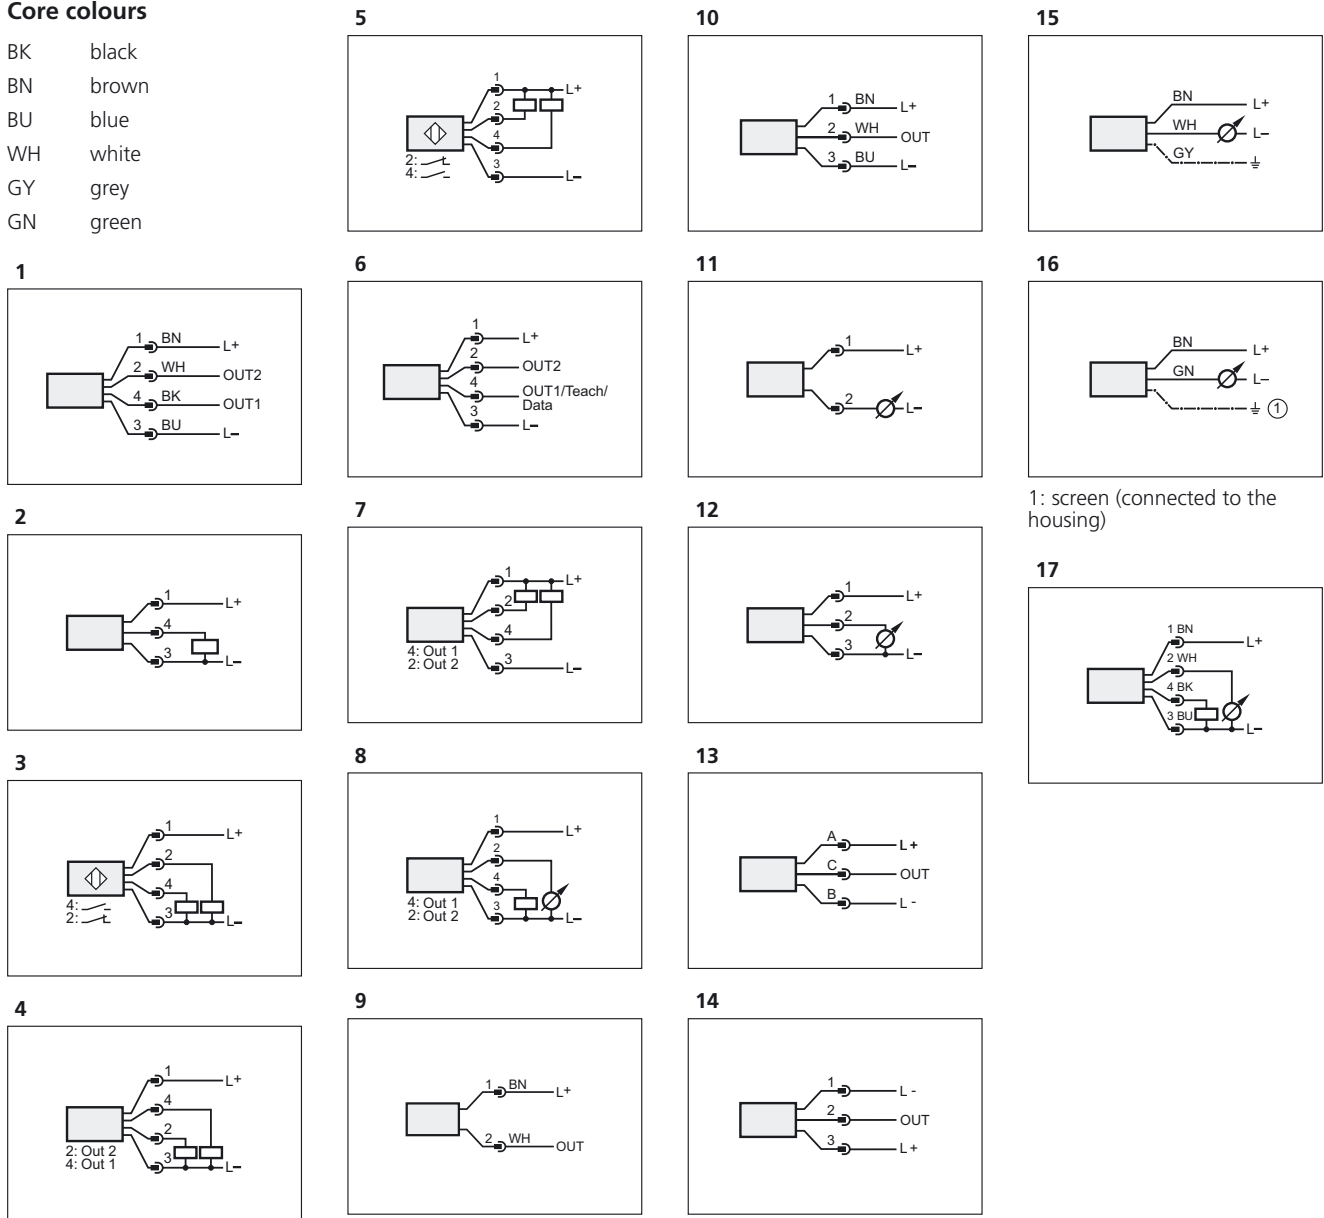 Core colours
BK black
BN brown
BU blue
WH white
GY grey
GN green
1
1 BN L+
2 WH OUT2
4 BK OUT1
3 BU L–
2
1 L+
4
3 L–
3
1 L+
2
4
4:
2: 3 L–
4
1 L+
4
2
2: Out 2
4: Out 1 3 L–
5
1 L+
2
4
2:
4: 3 L–
6
1 L+
2 OUT2
4 OUT1/Teach/
Data
3 L–
7
1 L+
2
4
4: Out 1
2: Out 2 3 L–
8
1 L+
2
4
4: Out 1
2: Out 2 3 L–
9
1 BN L+
2 WH OUT
10
1 BN L+
2 WH OUT
3 BU L–
11
1 L+
2 L–
12
1 L+
2
3 L–
13
A L+
C OUT
B L -
14
1 L -
2 OUT
3 L+
15
BN L+
WH L–
GY
16
BN L+
GN L–
1
1: screen (connected to the
housing)
17
1 BN L+
2 WH
4 BK
3 BU L–